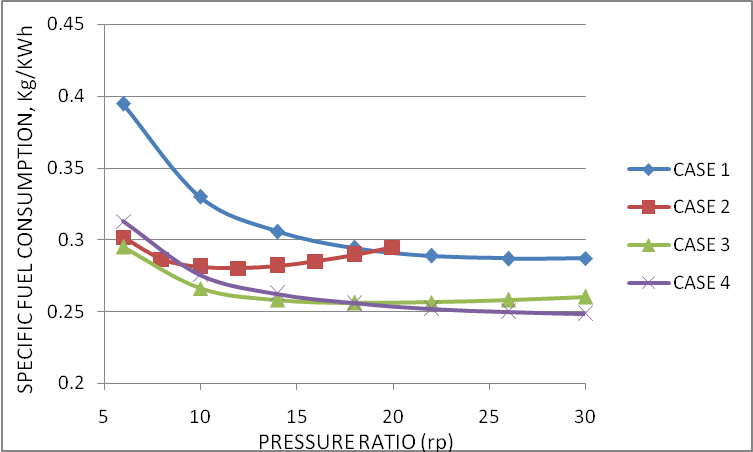 SPECIFIC FUEL CONSUMPTION, Kg/KWh
0.45
0.4
0.35
0.3
0.25
0.2
5 10 15 20 25 30
PRESSURE RATIO (rp)
CASE 1
CASE 2
CASE 3
CASE 4